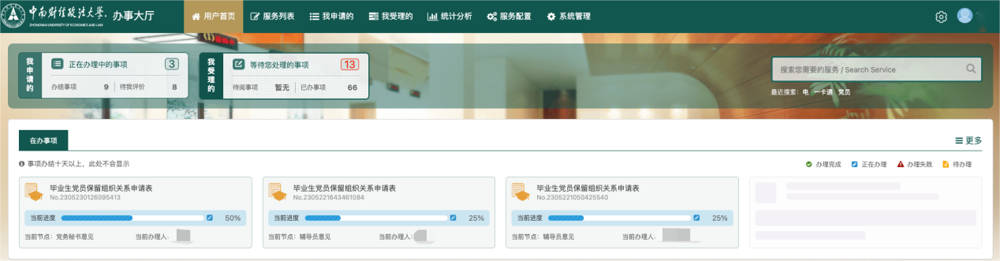 中南财经政法大学·办事大厅
ZHONGNAN UNIVERSITY OF ECONOMICS AND LAW
用户首页 服务列表 我申请的 我受理的 统计分析 服务配置 系统管理
我申请的
正在办理中的事项 3
办结事项 9 待我评价 8
我受理的
等待您处理的事项 13
待阅事项 暂无 已办事项 66
搜索您需要的服务 / Search Service
最近搜索: 电 一卡通 党员
在办事项
更多
事项办结十天以上，此处不会显示
办理完成 正在办理 办理失败 待办理
毕业生党员保留组织关系申请表
No.2305230126095413
当前进度 50%
当前节点: 党务秘书意见 当前办理人:
毕业生党员保留组织关系申请表
No.2305221643461084
当前进度 25%
当前节点: 辅导员意见 当前办理人:
毕业生党员保留组织关系申请表
No.2305221050425540
当前进度 25%
当前节点: 辅导员意见 当前办理人: